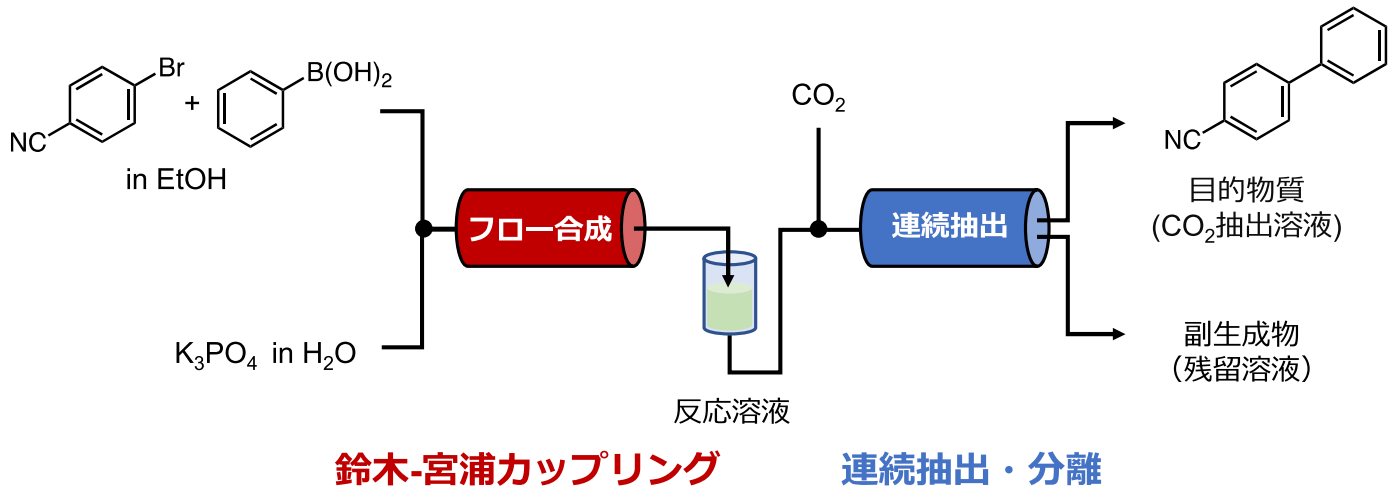 Br
NC
+
B(OH)₂
in EtOH
K₃PO₄ in H₂O
フロー合成
反応溶液
CO₂
連続抽出
NC
目的物質
(CO₂抽出溶液)
副生成物
（残留溶液）
鈴木-宮浦カップリング
連続抽出・分離